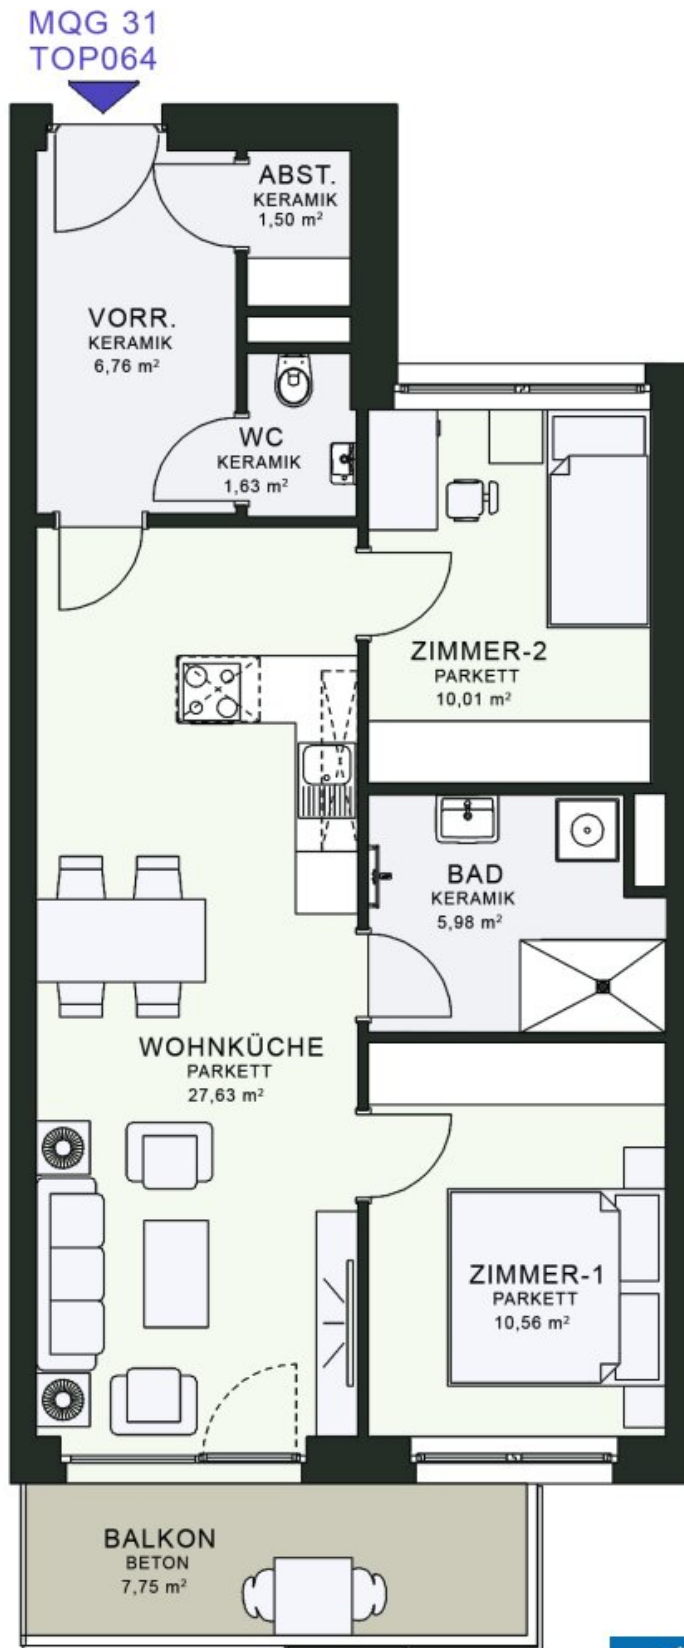 MQG 31
TOP064
ABST.
KERAMIK
1,50 m²
VORR.
KERAMIK
6,76 m²
WC
KERAMIK
1,63 m²
ZIMMER-2
PARKETT
10,01 m²
BAD
KERAMIK
5,98 m²
WOHNKÜCHE
PARKETT
27,63 m²
ZIMMER-1
PARKETT
10,56 m²
BALKON
BETON
7,75 m²